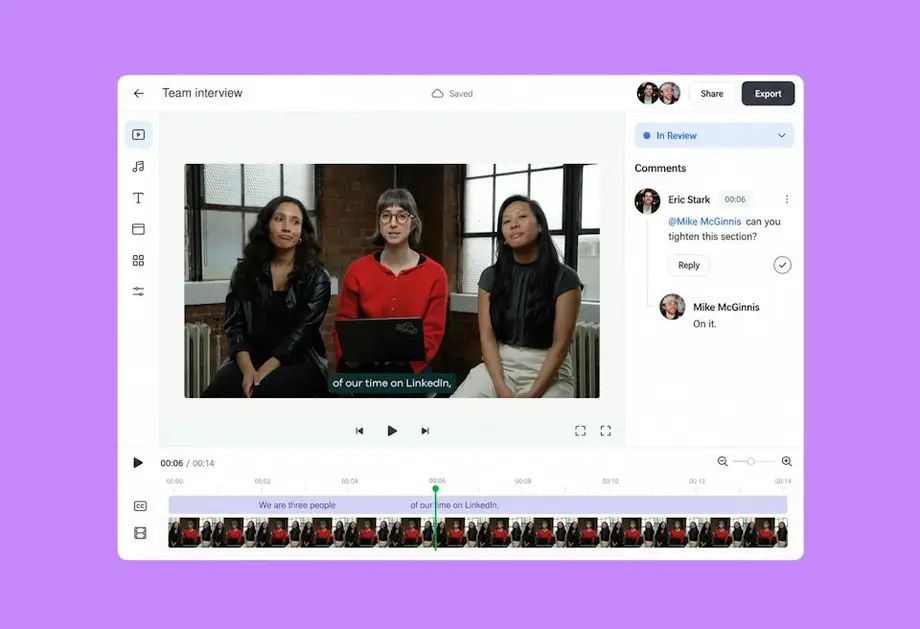 Team interview
Saved
Share
Export
In Review
Comments
Eric Stark 00:06
@Mike McGinnis can you
tighten this section?
Reply
Mike McGinnis
On it.
of our time on LinkedIn,
00:06 / 00:14
00:00 00:02 00:04 00:06 00:08 00:10 00:12 00:14
CC
We are three people of our time on LinkedIn,